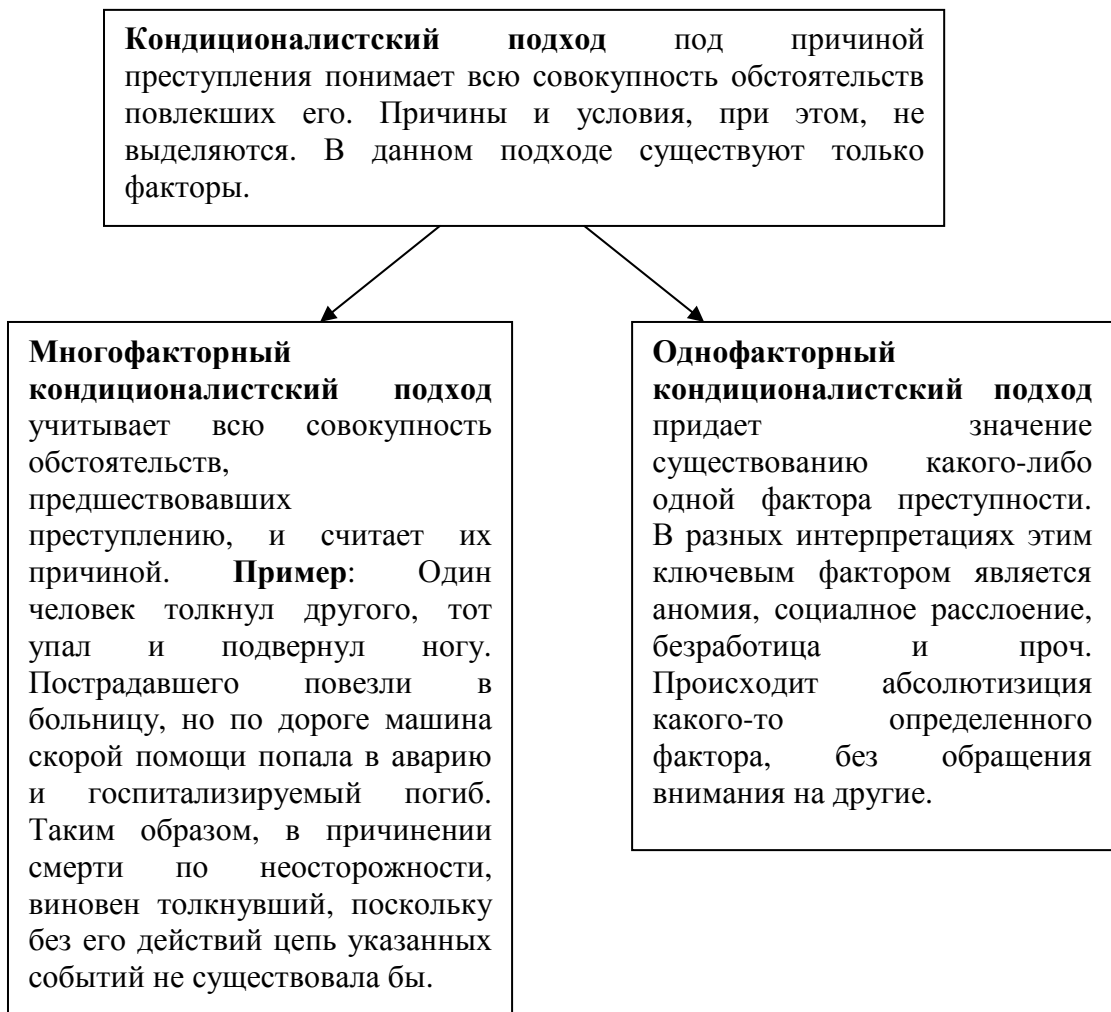 Кондиционалистский подход под причиной
преступления понимает всю совокупность обстоятельств
повлекших его. Причины и условия, при этом, не
выделяются. В данном подходе существуют только
факторы.
Многофакторный
кондиционалистский подход
учитывает всю совокупность
обстоятельств,
предшествовавших
преступлению, и считает их
причиной. Пример: Один
человек толкнул другого, тот
упал и подвернул ногу.
Пострадавшего повезли в
больницу, но по дороге машина
скорой помощи попала в аварию
и госпитализируемый погиб.
Таким образом, в причинении
смерти по неосторожности,
виновен толкнувший, поскольку
без его действий цепь указанных
событий не существовала бы.
Однофакторный
кондиционалистский подход
придает значение
существованию какого-либо
одной фактора преступности.
В разных интерпретациях этим
ключевым фактором является
аномия, социалное расслоение,
безработица и проч.
Происходит абсолютизиция
какого-то определенного
фактора, без обращения
внимания на другие.